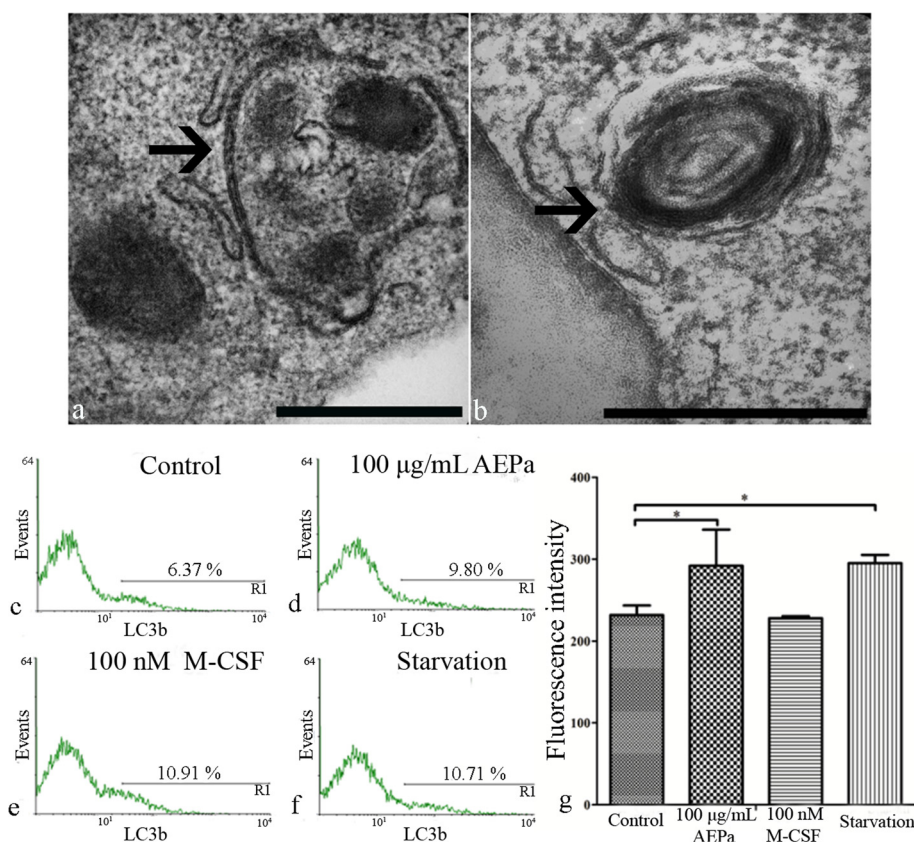 a
b
Control
64
Events
6.37 %
R1
10¹
10⁴
LC3b
c
100 µg/mL AEPa
64
Events
9.80 %
R1
10¹
10⁴
LC3b
d
100 nM M-CSF
64
Events
10.91 %
R1
10¹
10⁴
LC3b
e
Starvation
64
Events
10.71 %
R1
10¹
10⁴
LC3b
f
Fluorescence intensity
400
300
200
100
0
*
*
Control
100 µg/mL
AEPa
100 nM
M-CSF
Starvation
g